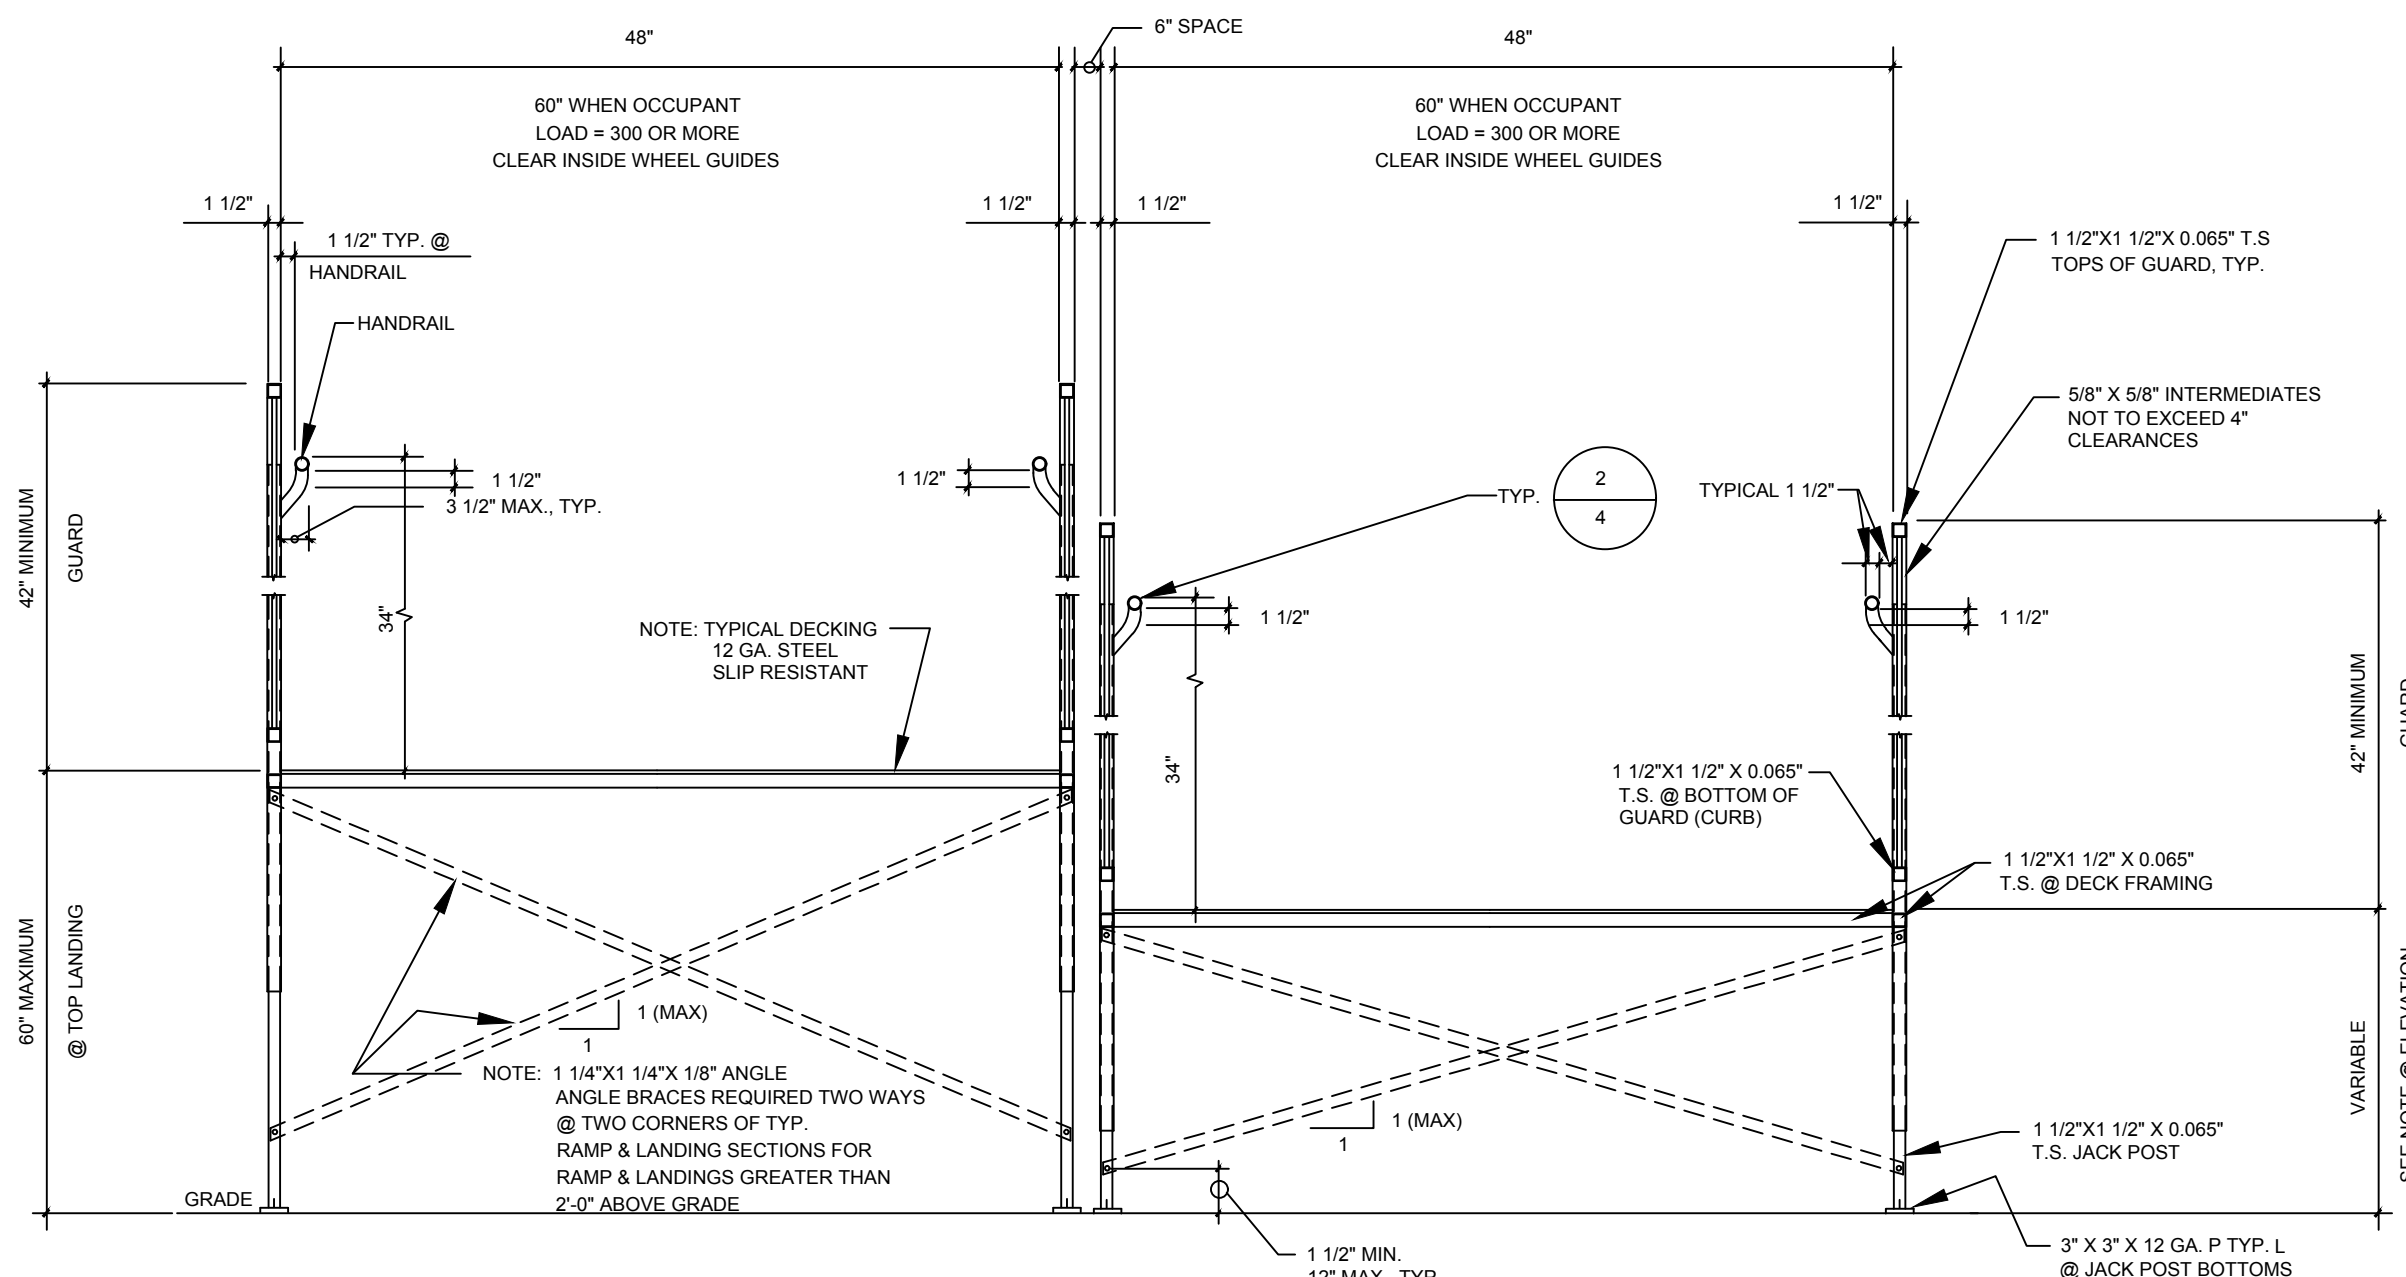 6" SPACE
48"
48"
60" WHEN OCCUPANT
LOAD = 300 OR MORE
CLEAR INSIDE WHEEL GUIDES
60" WHEN OCCUPANT
LOAD = 300 OR MORE
CLEAR INSIDE WHEEL GUIDES
1 1/2"
1 1/2"
1 1/2"
1 1/2"
1 1/2" TYP. @
HANDRAIL
1 1/2"X1 1/2"X 0.065" T.S
TOPS OF GUARD, TYP.
HANDRAIL
5/8" X 5/8" INTERMEDIATES
NOT TO EXCEED 4"
CLEARANCES
1 1/2"
3 1/2" MAX., TYP.
1 1/2"
TYP.
2
4
TYPICAL 1 1/2"
42" MINIMUM
GUARD
34"
NOTE: TYPICAL DECKING
12 GA. STEEL
SLIP RESISTANT
1 1/2"
1 1/2"
34"
42" MINIMUM
GUARD
1 1/2"X1 1/2" X 0.065"
T.S. @ BOTTOM OF
GUARD (CURB)
1 1/2"X1 1/2" X 0.065"
T.S. @ DECK FRAMING
60" MAXIMUM
@ TOP LANDING
1 (MAX)
1
NOTE: 1 1/4"X1 1/4"X 1/8" ANGLE
ANGLE BRACES REQUIRED TWO WAYS
@ TWO CORNERS OF TYP.
RAMP & LANDING SECTIONS FOR
RAMP & LANDINGS GREATER THAN
2'-0" ABOVE GRADE
1 (MAX)
1
VARIABLE
SEE NOTE @ ELEVATION
1 1/2"X1 1/2" X 0.065"
T.S. JACK POST
GRADE
1 1/2" MIN.
12" MAX., TYP.
3" X 3" X 12 GA. P TYP. L
@ JACK POST BOTTOMS